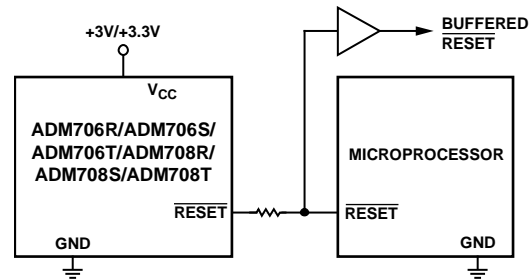 +3V/+3.3V
BUFFERED
RESET
VCC
ADM706R/ADM706S/
ADM706T/ADM708R/
ADM708S/ADM708T
MICROPROCESSOR
RESET
RESET
GND
GND